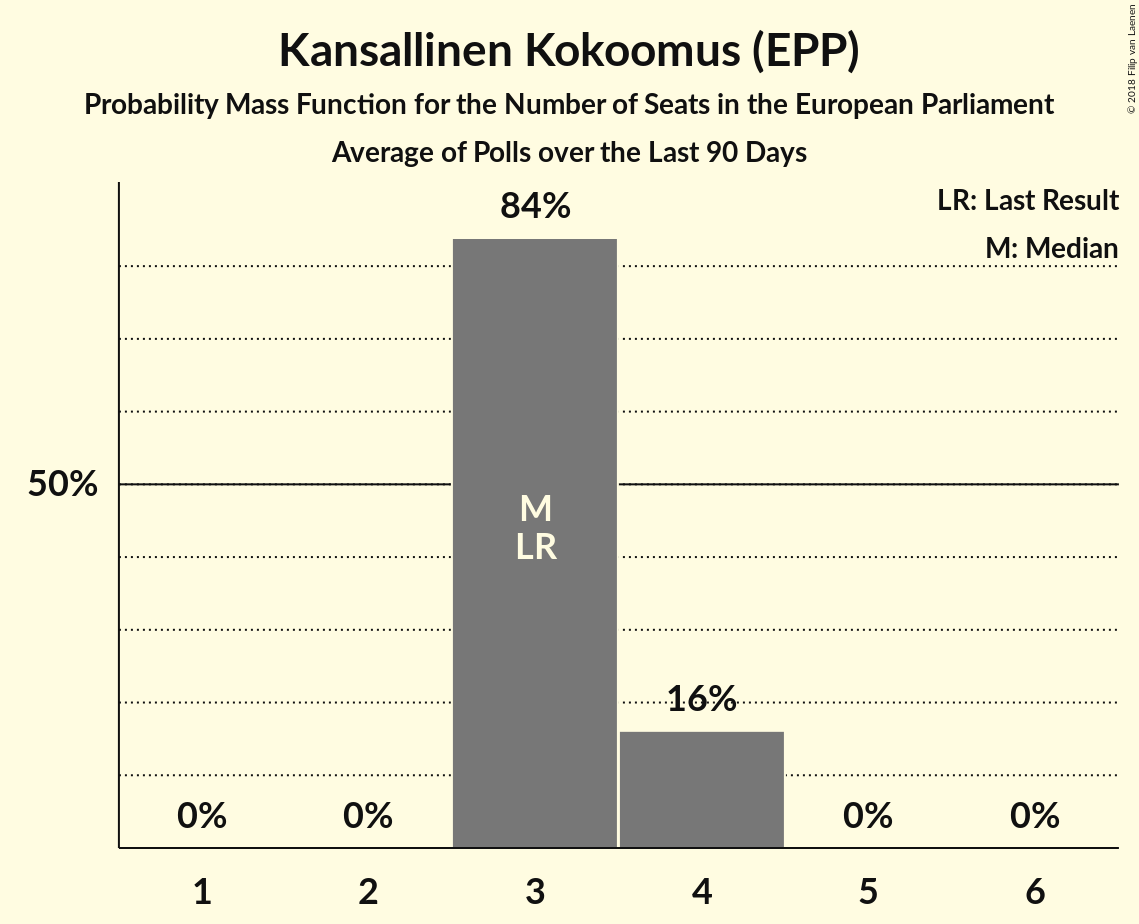 Kansallinen Kokoomus (EPP)
Probability Mass Function for the Number of Seats in the European Parliament
Average of Polls over the Last 90 Days
© 2018 Filip van Laenen
LR: Last Result
M: Median
84%
50%
M
LR
16%
0%
0%
0%
0%
1
2
3
4
5
6